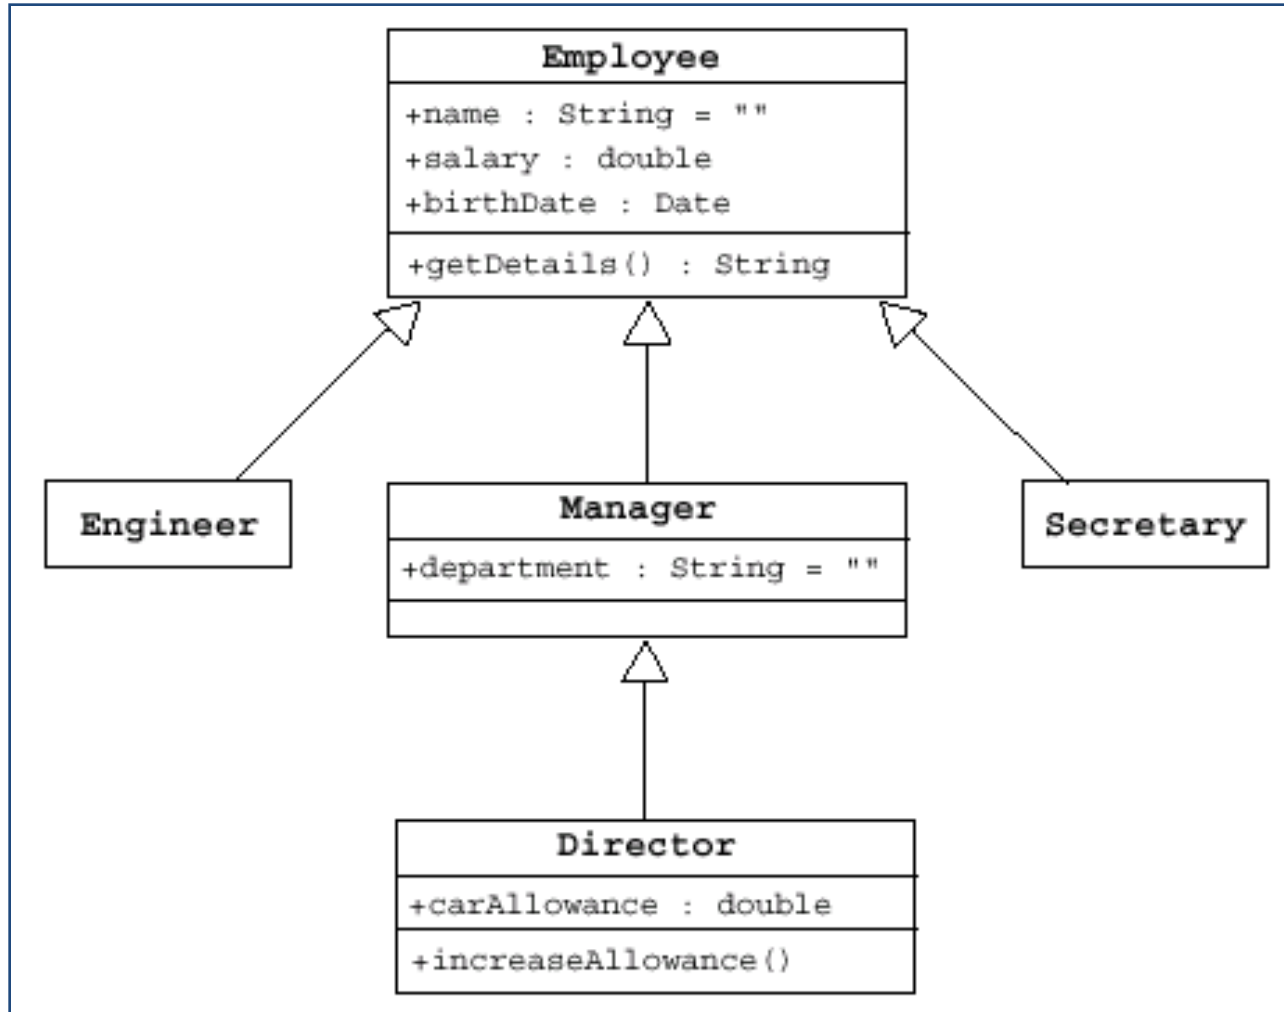 Employee
+name : String = ""
+salary : double
+birthDate : Date
+getDetails() : String
Engineer
Manager
+department : String = ""
Secretary
Director
+carAllowance : double
+increaseAllowance()